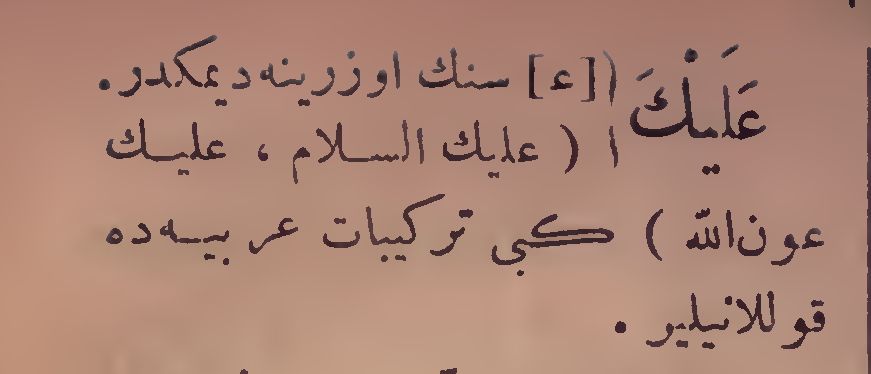 عَلَيْكَ [ع] سنك اوزرينه ديمكدر.
( عليك السلام ، عليك
عون‌الله ) كبي تركيبات عربيه‌ده
قوللانيلير .